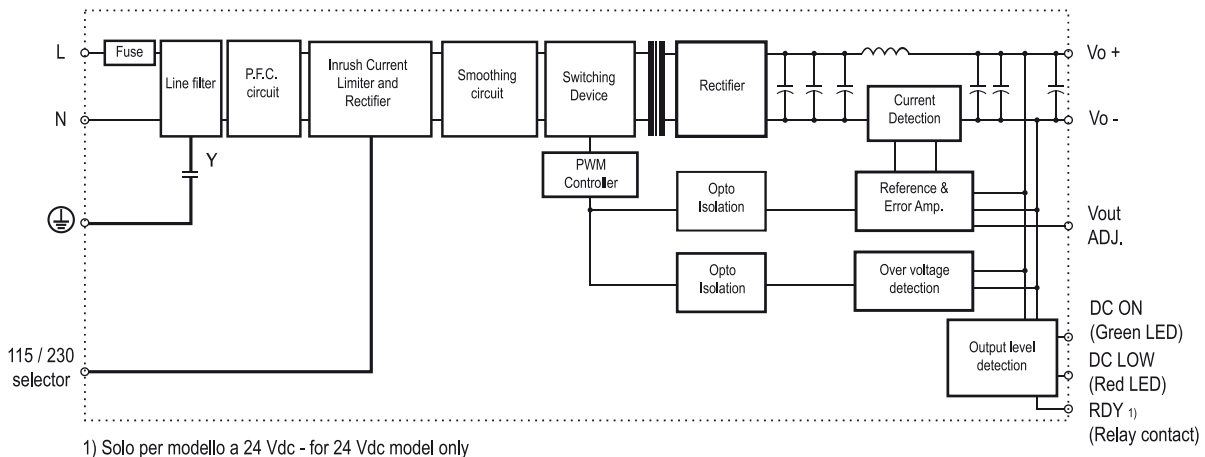 L
Fuse
N
Line filter
P.F.C.
circuit
Inrush Current
Limiter and
Rectifier
Smoothing
circuit
Switching
Device
Rectifier
Current
Detection
Vo +
Vo -
Y
PWM
Controller
Opto
Isolation
Reference &
Error Amp.
Vout
ADJ.
Opto
Isolation
Over voltage
detection
115 / 230
selector
Output level
detection
DC ON
(Green LED)
DC LOW
(Red LED)
RDY 1)
(Relay contact)
1) Solo per modello a 24 Vdc - for 24 Vdc model only